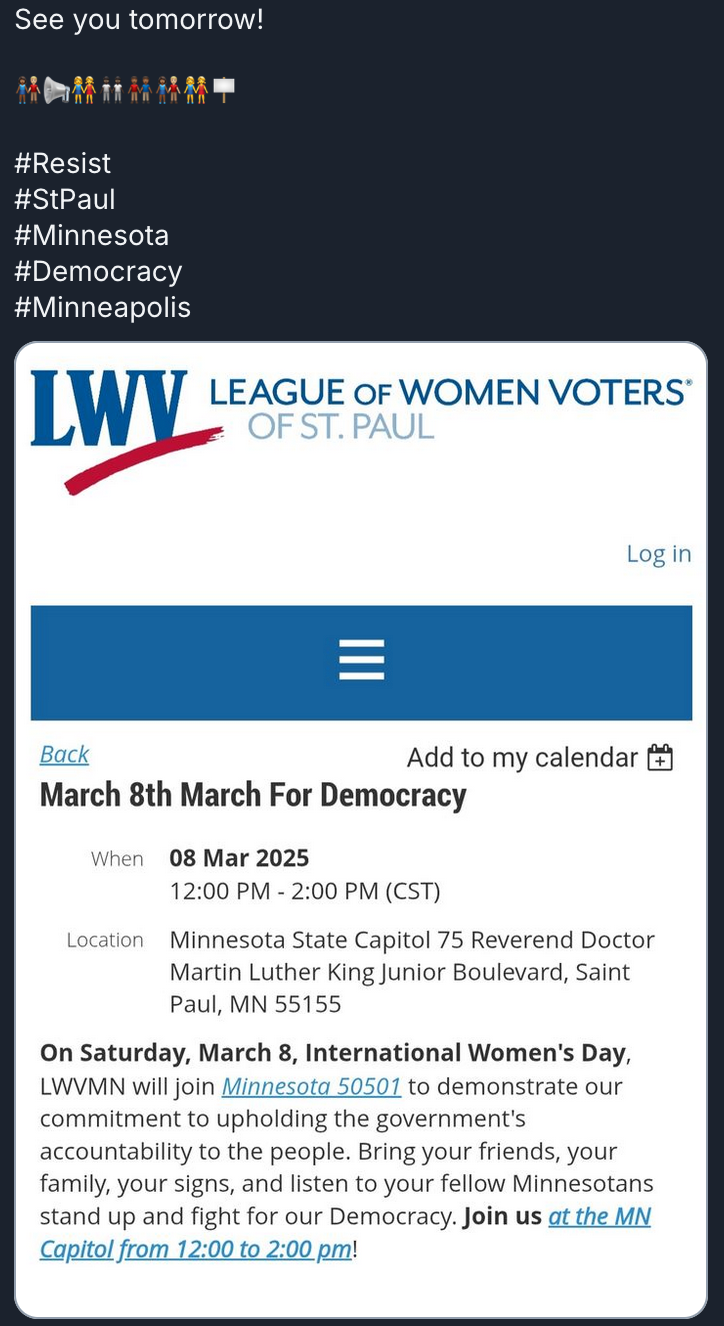 See you tomorrow!
#Resist
#StPaul
#Minnesota
#Democracy
#Minneapolis
LWV LEAGUE OF WOMEN VOTERS®
OF ST. PAUL
Log in
Back
Add to my calendar
March 8th March For Democracy
When 08 Mar 2025
12:00 PM - 2:00 PM (CST)
Location Minnesota State Capitol 75 Reverend Doctor
Martin Luther King Junior Boulevard, Saint
Paul, MN 55155
On Saturday, March 8, International Women's Day,
LWVMN will join Minnesota 50501 to demonstrate our
commitment to upholding the government's
accountability to the people. Bring your friends, your
family, your signs, and listen to your fellow Minnesotans
stand up and fight for our Democracy. Join us at the MN
Capitol from 12:00 to 2:00 pm!